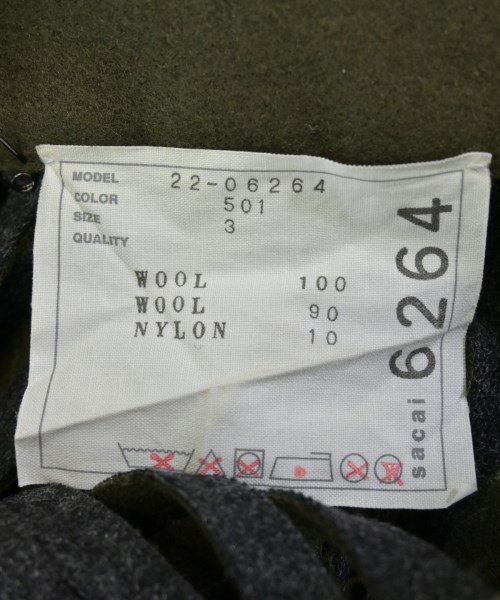 MODEL 22-06264
COLOR 501
SIZE 3
QUALITY
WOOL 100
WOOL 90
NYLON 10
sacai 6264